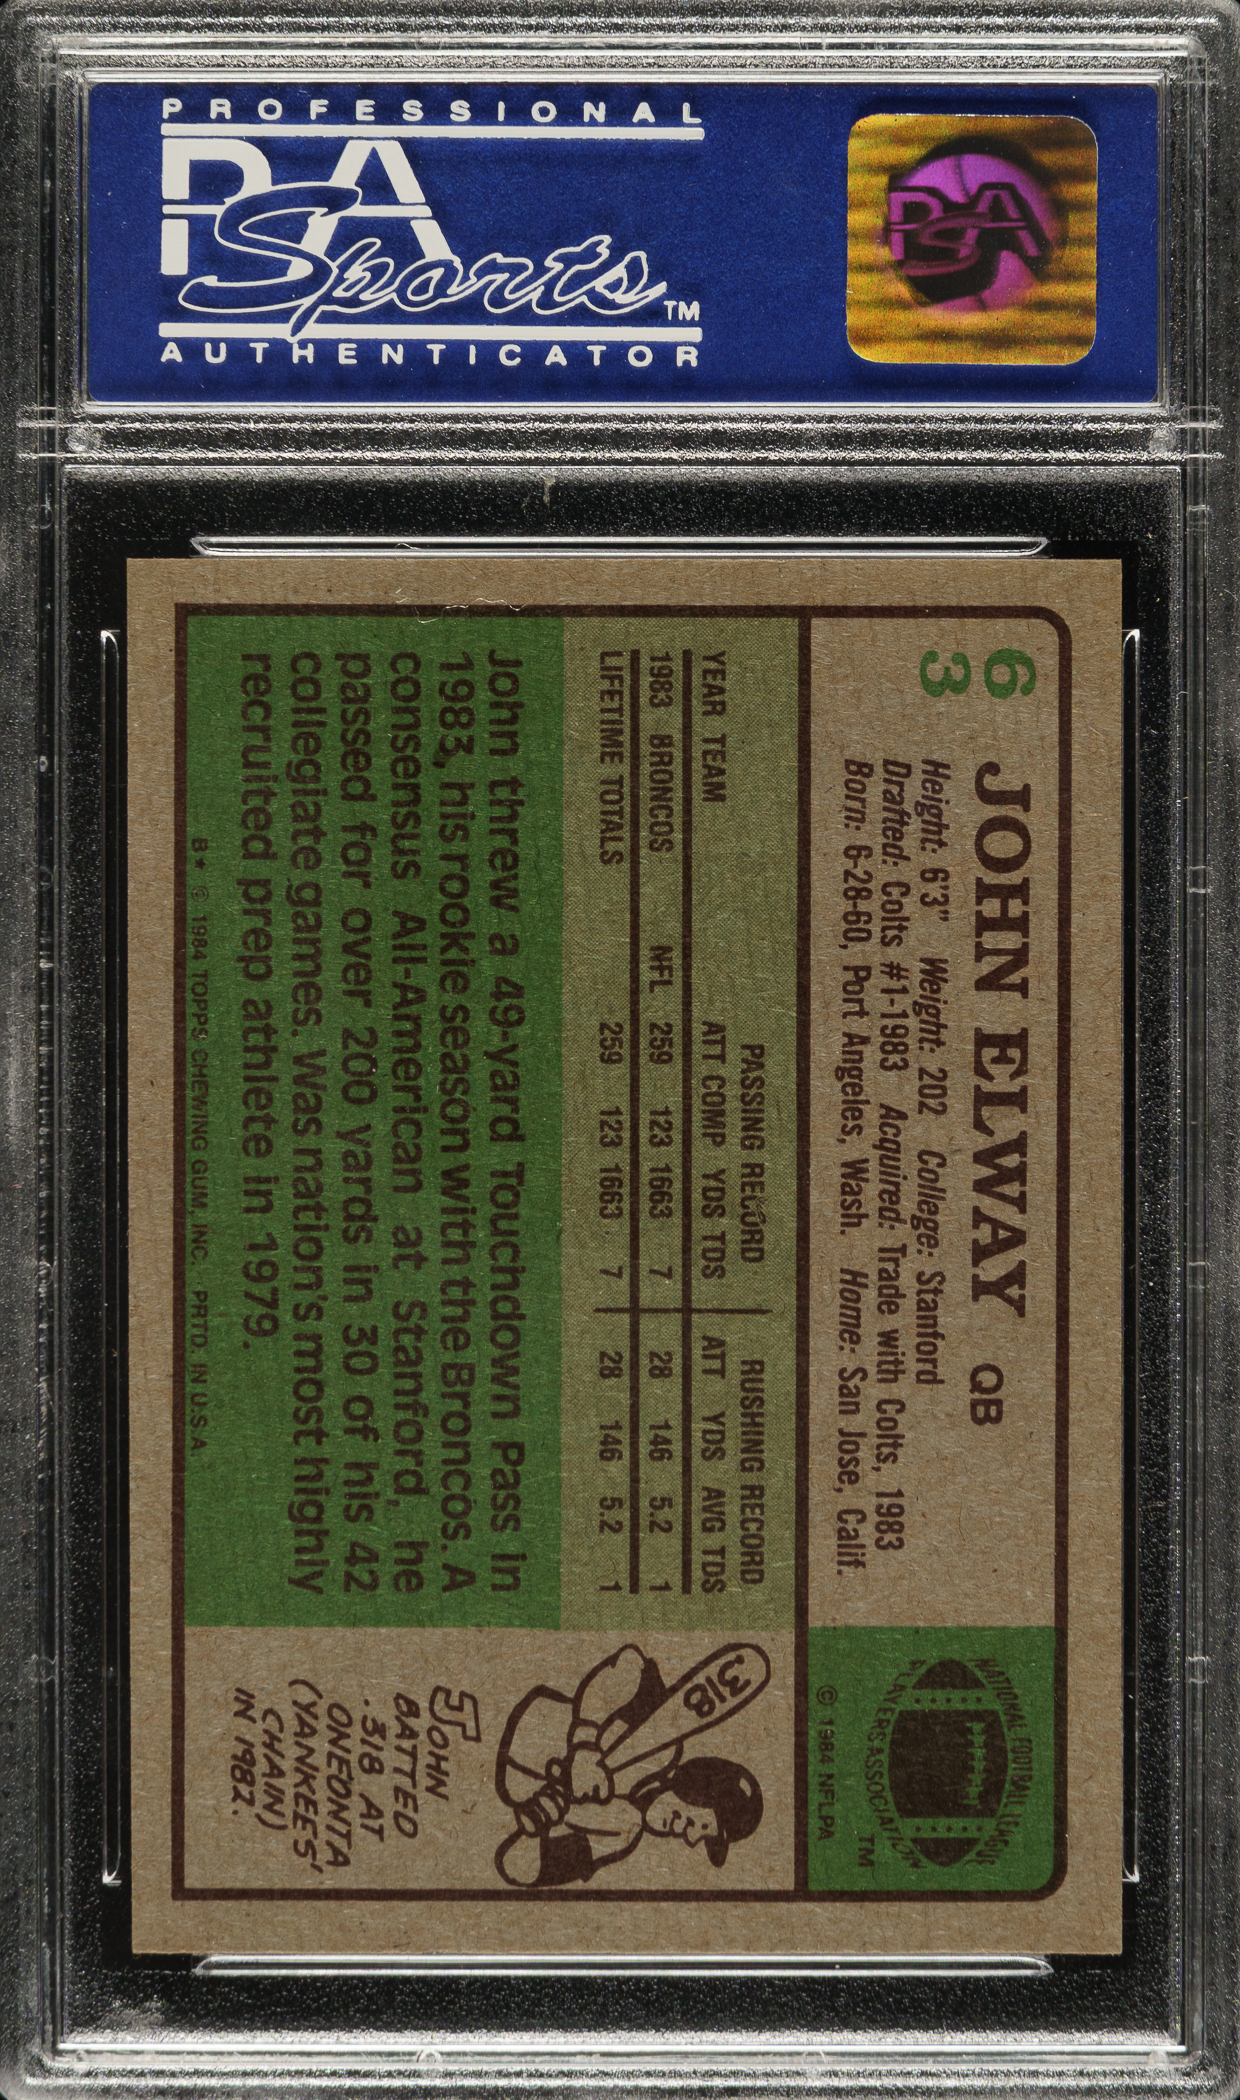 PROFESSIONAL
PSA
Sports™
AUTHENTICATOR
PSA
63
JOHN ELWAY QB
Height: 6'3" Weight: 202 College: Stanford
Drafted: Colts #1-1983 Acquired: Trade with Colts, 1983
Born: 6-28-60, Port Angeles, Wash. Home: San Jose, Calif.
NATIONAL FOOTBALL LEAGUE
PLAYERS
PLAYERS ASSOCIATION
TM
© 1984 NFLPA
PASSING RECORD RUSHING RECORD
YEAR TEAM ATT COMP YDS TDS ATT YDS AVG TDS
1983 BRONCOS NFL 259 123 1663 7 28 146 5.2 1
LIFETIME TOTALS 259 123 1663 7 28 146 5.2 1
John threw a 49-yard Touchdown Pass in
1983, his rookie season with the Broncos. A
consensus All-American at Stanford, he
passed for over 200 yards in 30 of his 42
collegiate games. Was nation's most highly
recruited prep athlete in 1979.
B* © 1984 TOPPS CHEWING GUM, INC. PRTD. IN U.S.A.
318
JOHN
BATTED
.318 AT
ONEONTA
(YANKEES'
CHAIN)
IN 1982.